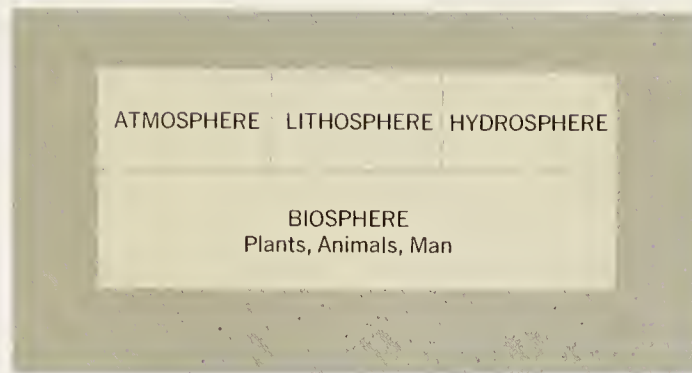 ATMOSPHERE LITHOSPHERE HYDROSPHERE
BIOSPHERE
Plants, Animals, Man